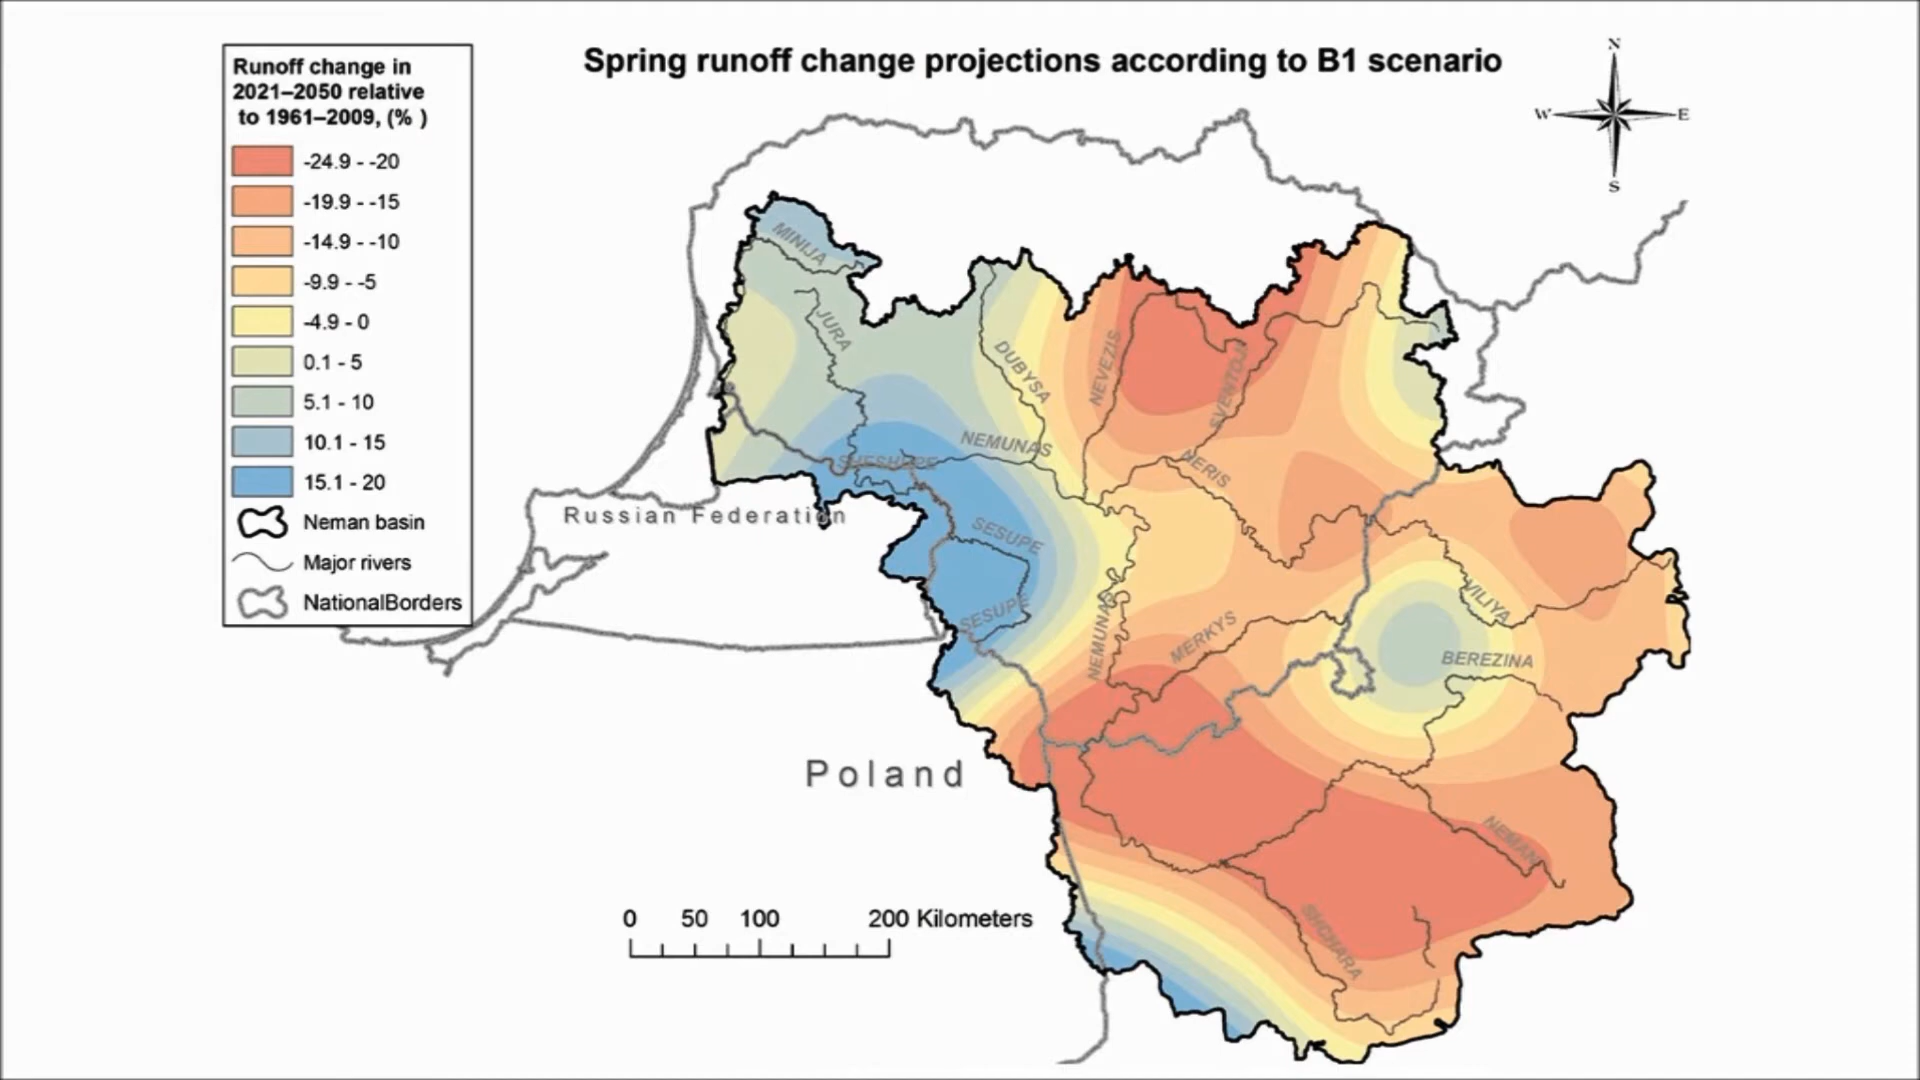 Spring runoff change projections according to B1 scenario
Runoff change in
2021–2050 relative
to 1961–2009, (% )
-24.9 - -20
-19.9 - -15
-14.9 - -10
-9.9 - -5
-4.9 - 0
0.1 - 5
5.1 - 10
10.1 - 15
15.1 - 20
Neman basin
Major rivers
NationalBorders
N
W
E
S
MINIJA
JURA
DUBYSA
NEVEZIS
SVENTOJI
NEMUNAS
SHESHUPE
NERIS
Russian Federation
SESUPE
SESUPE
NEMUNAS
MERKYS
VILIYA
BEREZINA
Poland
NEMAN
SHCHARA
0 50 100 200 Kilometers